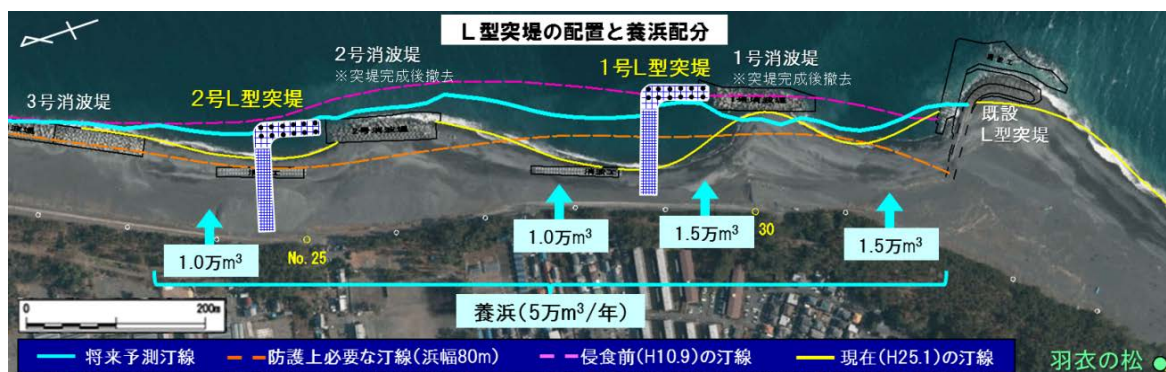 L型突堤の配置と養浜配分
3号消波堤
2号L型突堤
2号消波堤
※突堤完成後撤去
1号L型突堤
1号消波堤
※突堤完成後撤去
既設
L型突堤
1.0万m³
No.25
1.0万m³
1.5万m³
30
1.5万m³
養浜(5万m³/年)
0
200m
将来予測汀線
防護上必要な汀線(浜幅80m)
侵食前(H10.9)の汀線
現在(H25.1)の汀線
羽衣の松